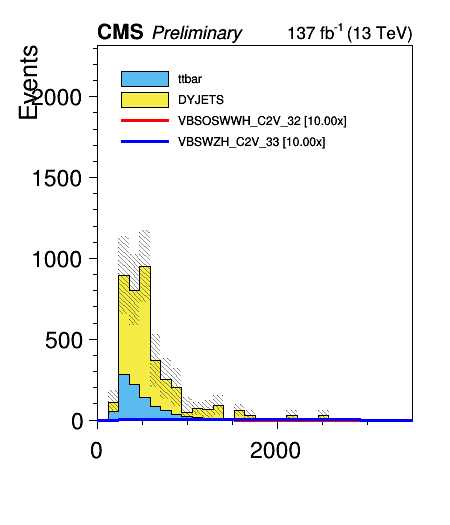 CMS Preliminary 137 fb⁻¹ (13 TeV)
Events
ttbar
DYJETS
VBSOSWWH_C2V_32 [10.00x]
VBSWZH_C2V_33 [10.00x]
2000
1500
1000
500
0
0 2000